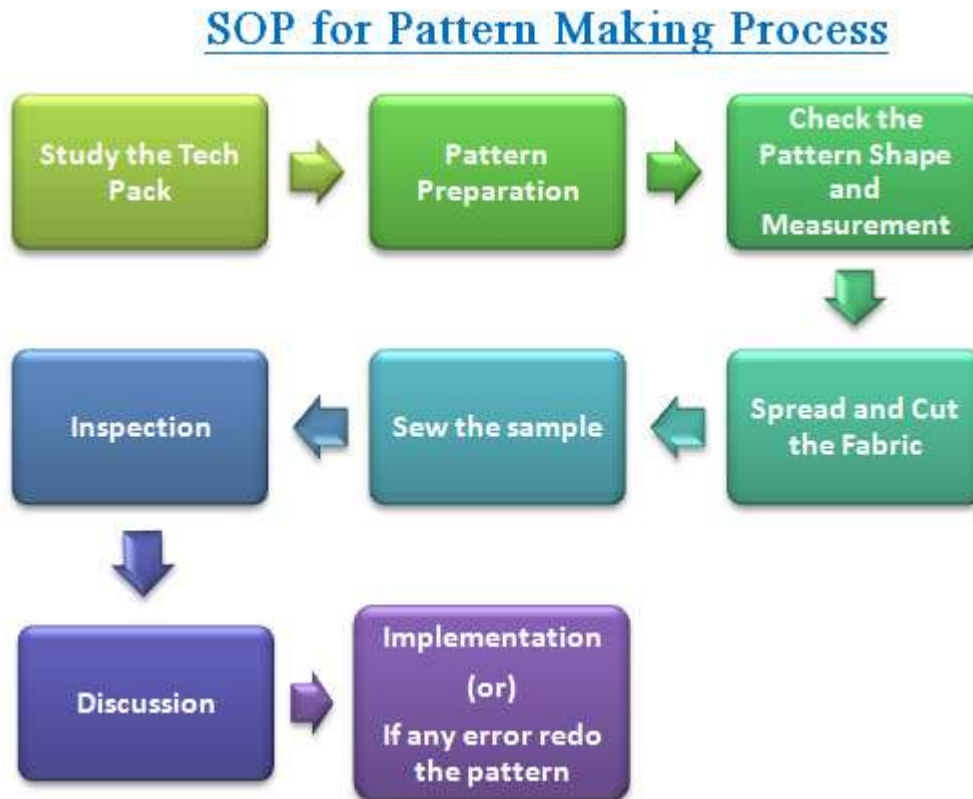 SOP for Pattern Making Process
Study the Tech
Pack
Pattern
Preparation
Check the
Pattern Shape
and
Measurement
Spread and Cut
the Fabric
Sew the sample
Inspection
Discussion
Implementation
(or)
If any error redo
the pattern